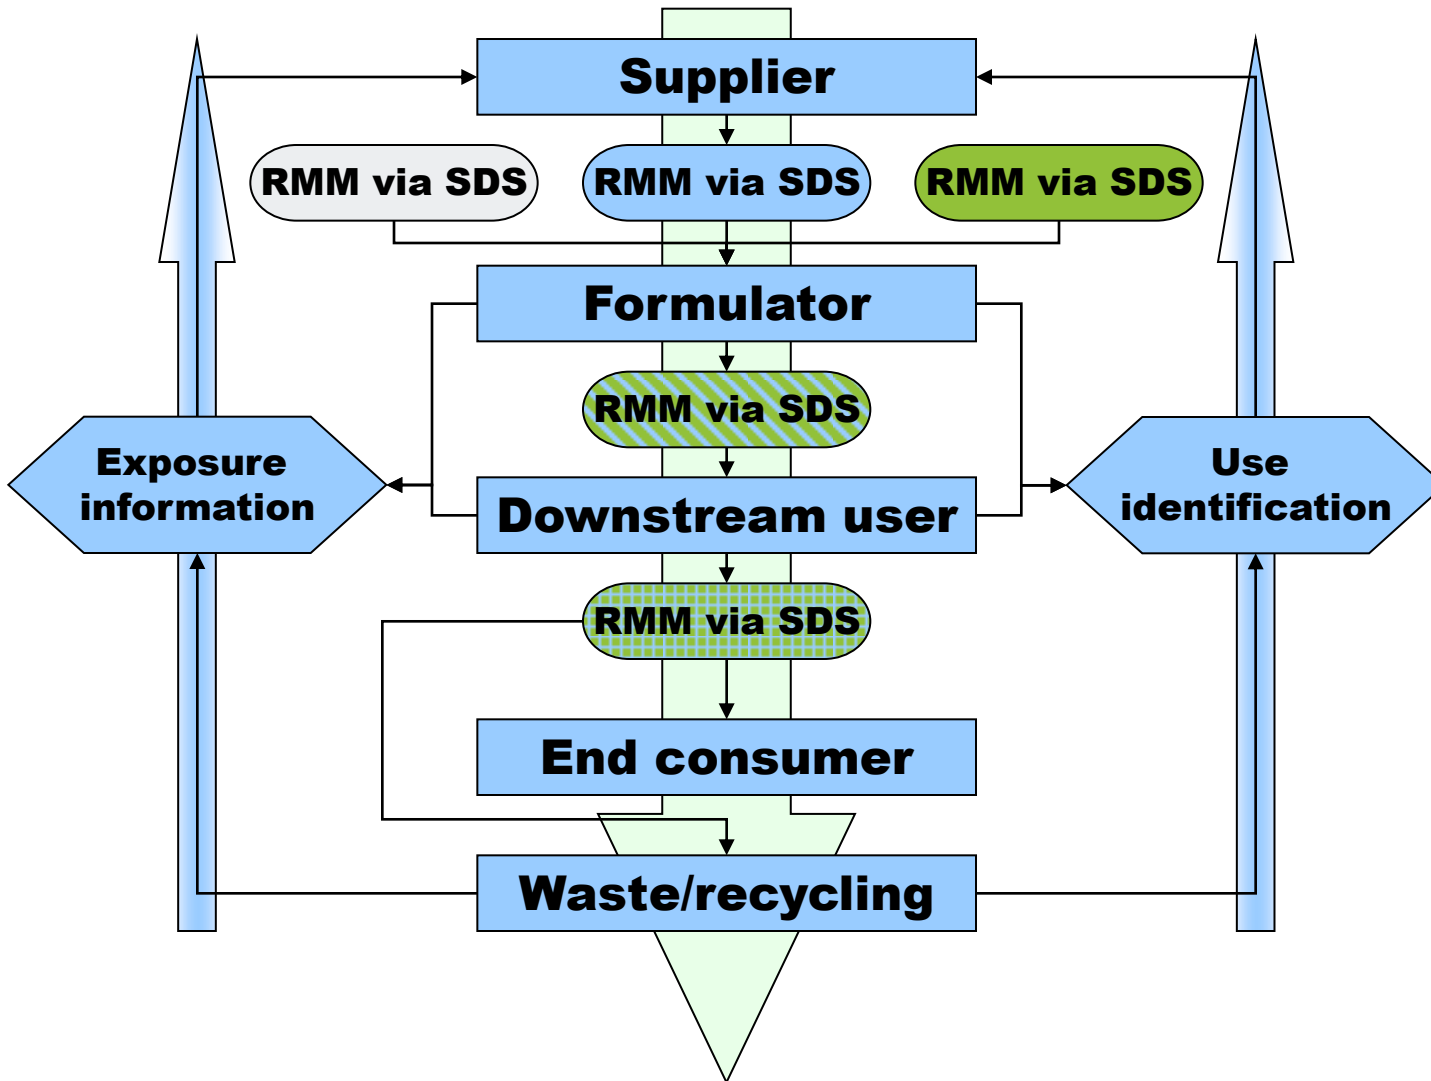 Supplier
RMM via SDS
RMM via SDS
RMM via SDS
Formulator
RMM via SDS
Exposure
information
Use
identification
Downstream user
RMM via SDS
End consumer
Waste/recycling